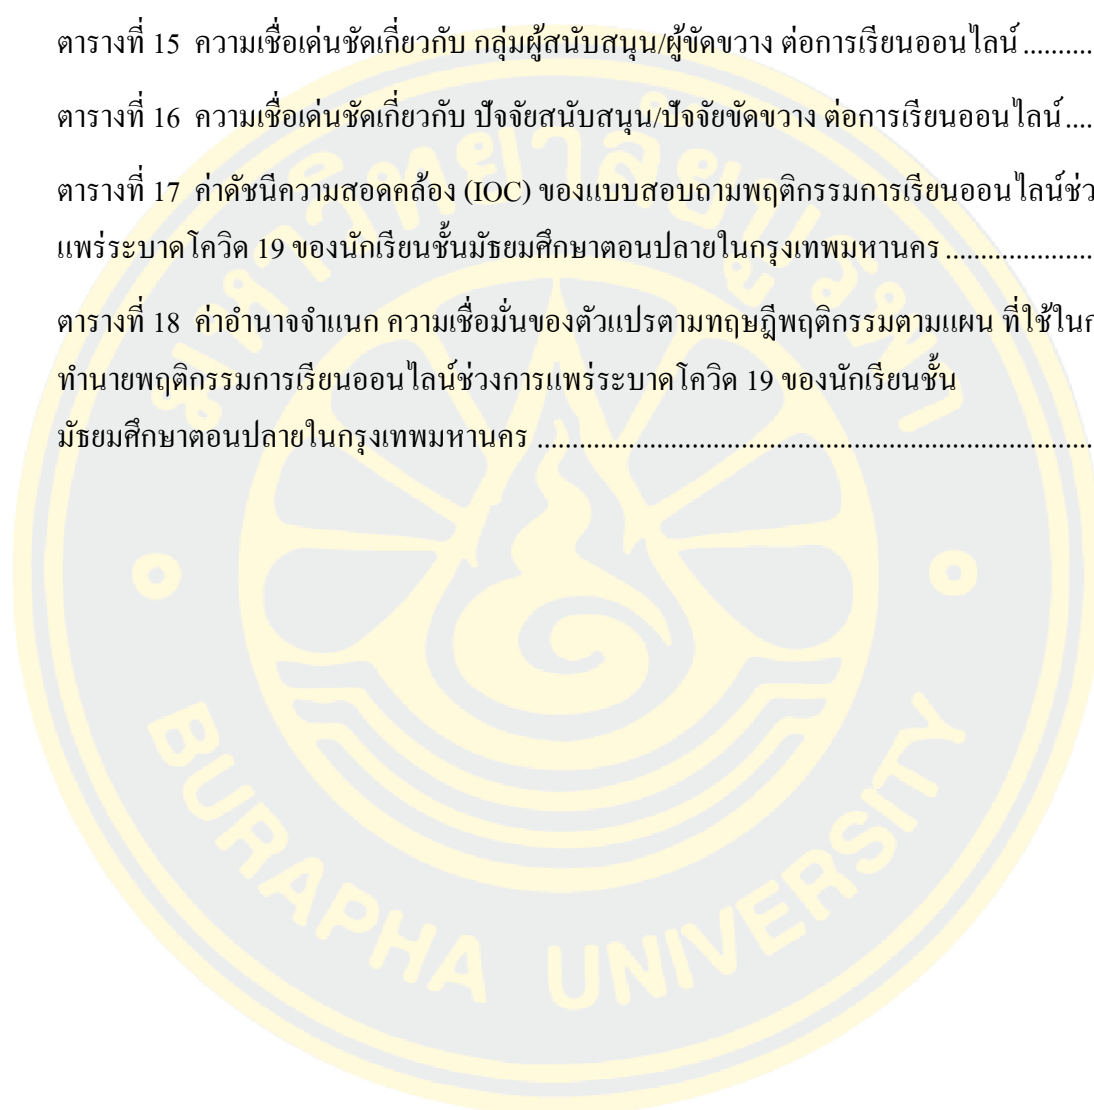 ตารางที่ 15  ความเชื่อเด่นชัดเกี่ยวกับ กลุ่มผู้สนับสนุน/ผู้ขัดขวาง ต่อการเรียนออนไลน์ ..........
ตารางที่ 16  ความเชื่อเด่นชัดเกี่ยวกับ ปัจจัยสนับสนุน/ปัจจัยขัดขวาง ต่อการเรียนออนไลน์ ....
ตารางที่ 17  ค่าดัชนีความสอดคล้อง (IOC) ของแบบสอบถามพฤติกรรมการเรียนออนไลน์ช่ว
แพร่ระบาดโควิด 19 ของนักเรียนชั้นมัธยมศึกษาตอนปลายในกรุงเทพมหานคร .....................
ตารางที่ 18  ค่าอำนาจจำแนก ความเชื่อมั่นของตัวแปรตามทฤษฎีพฤติกรรมตามแผน ที่ใช้ในก
ทำนายพฤติกรรมการเรียนออนไลน์ช่วงการแพร่ระบาดโควิด 19 ของนักเรียนชั้น
มัธยมศึกษาตอนปลายในกรุงเทพมหานคร ................................................................................
มหาวิทยาลัยบูรพา
BURAPHA UNIVERSITY